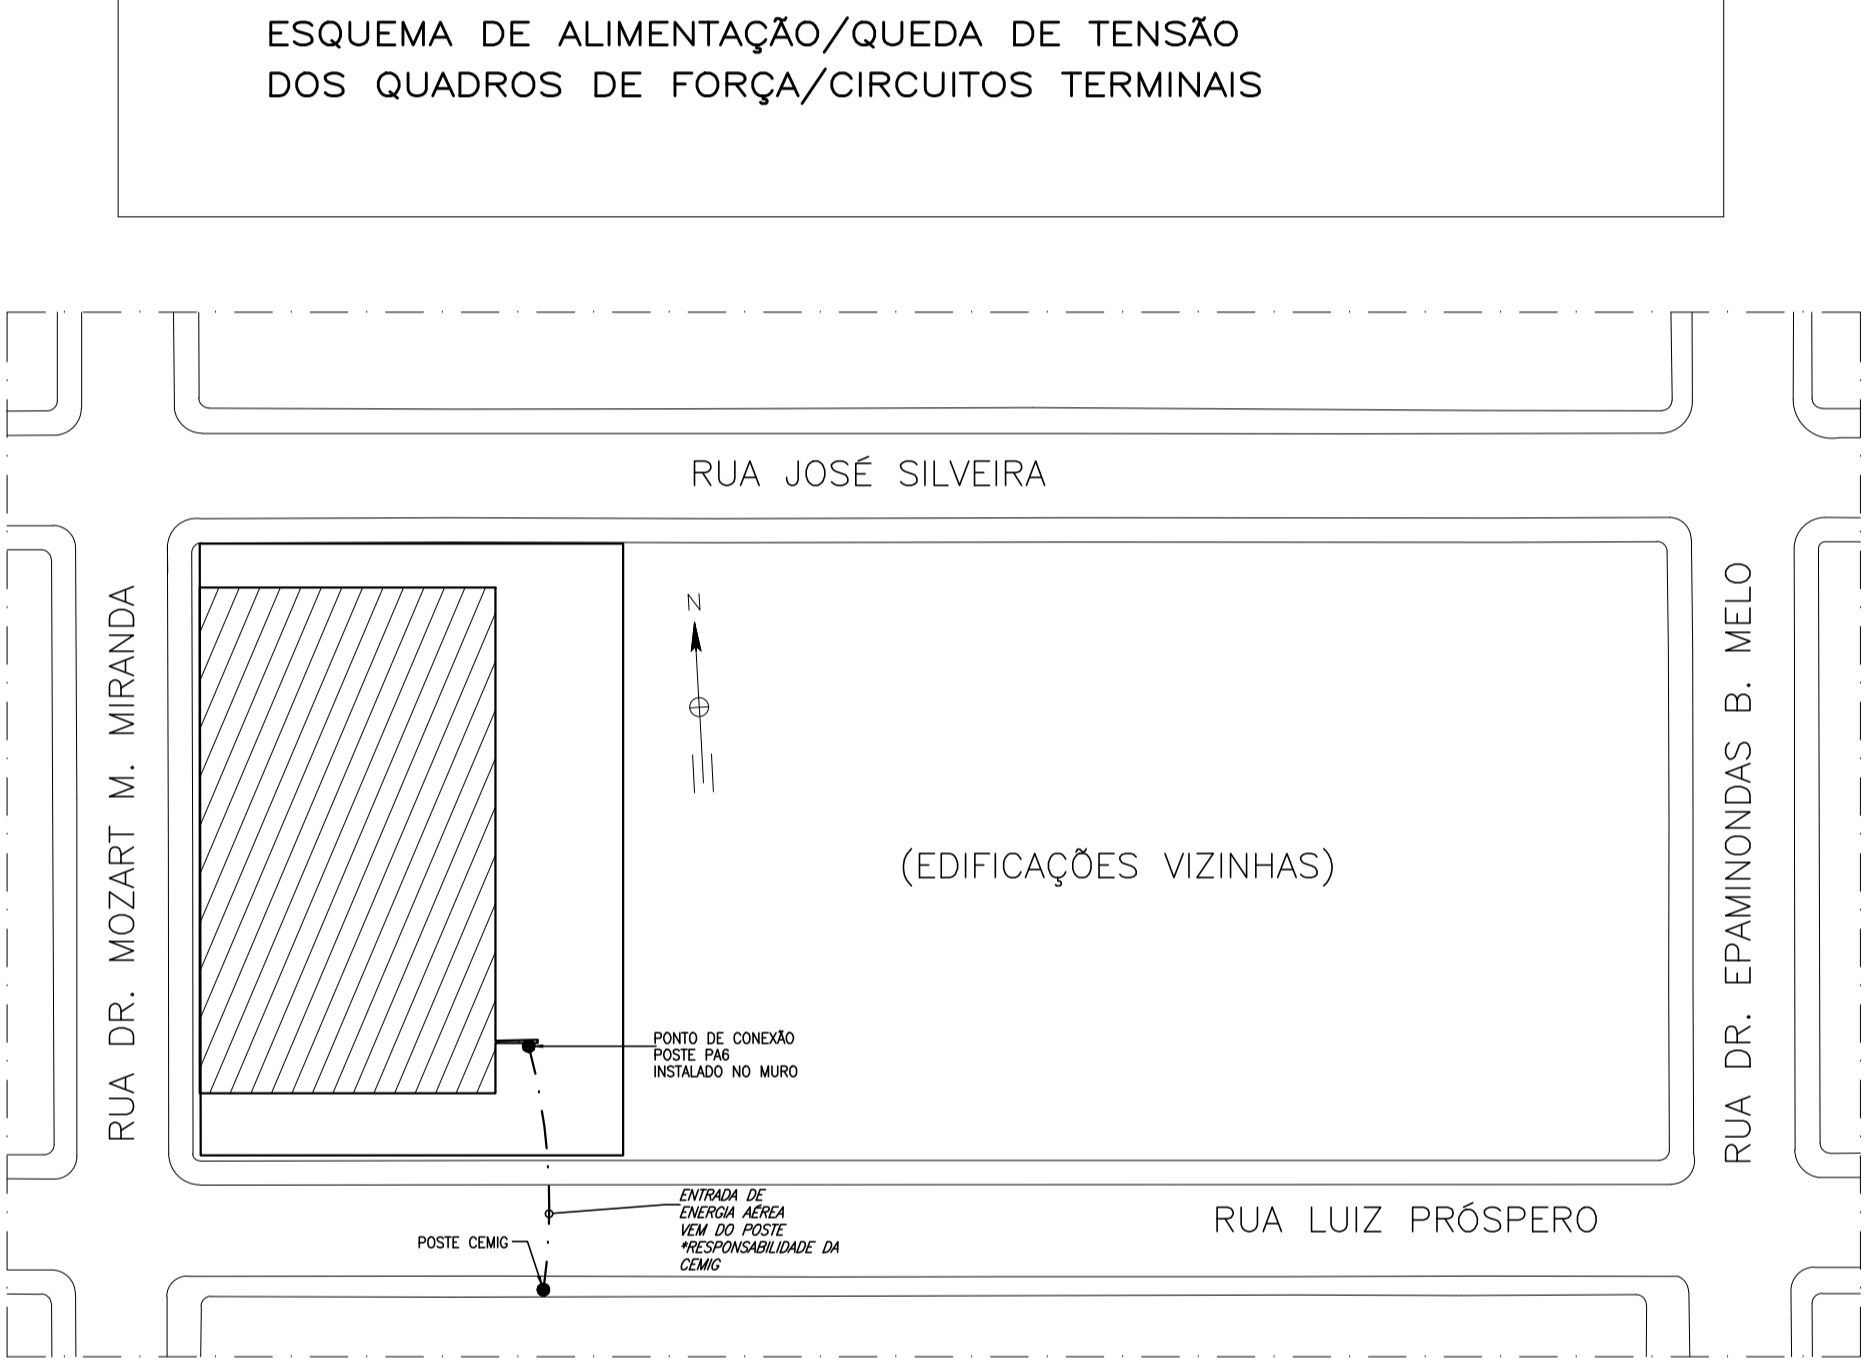 ESQUEMA DE ALIMENTAÇÃO/QUEDA DE TENSÃO
DOS QUADROS DE FORÇA/CIRCUITOS TERMINAIS
RUA JOSÉ SILVEIRA
RUA DR. MOZART M. MIRANDA
N
(EDIFICAÇÕES VIZINHAS)
RUA DR. EPAMINONDAS B. MELO
PONTO DE CONEXÃO
POSTE PA6
INSTALADO NO MURO
ENTRADA DE
ENERGIA AÉREA
VEM DO POSTE
*RESPONSABILIDADE DA
CEMIG
POSTE CEMIG
RUA LUIZ PRÓSPERO